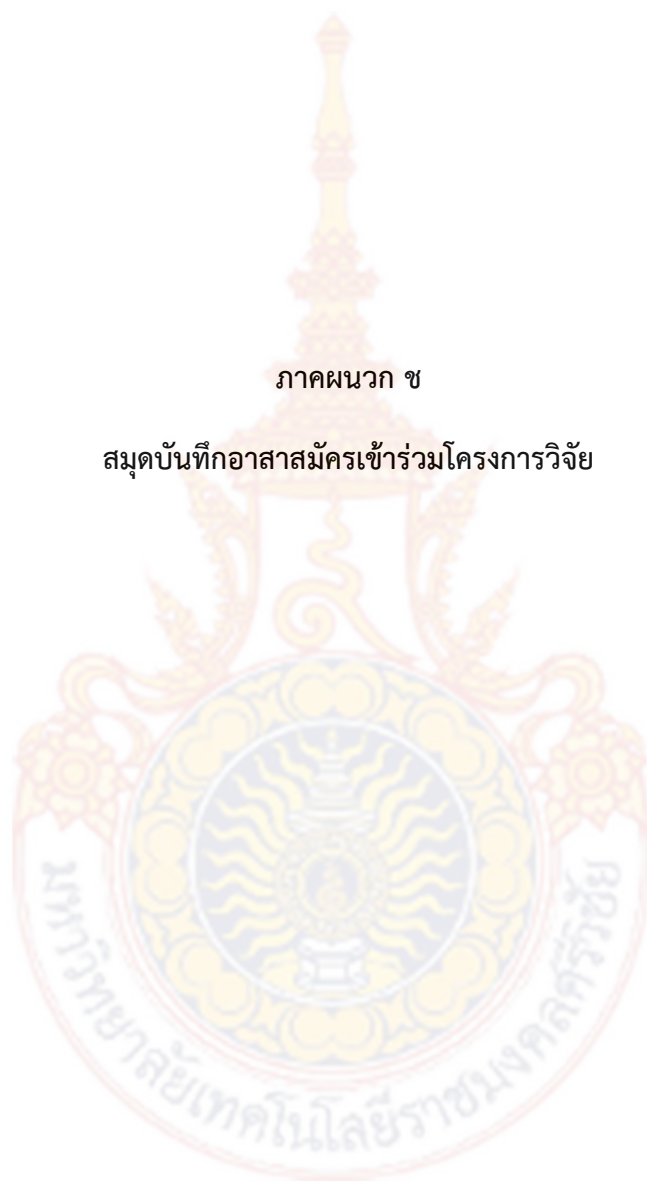 ภาคผนวก ช
สมุดบันทึกอาสาสมัครเข้าร่วมโครงการวิจัย
มหาวิทยาลัยเทคโนโลยีราชมงคลศรีวิชัย